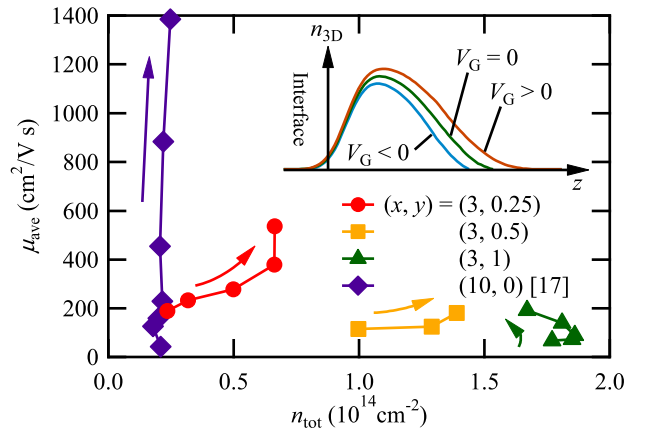 1400
1200
1000
800
600
400
200
0
μave (cm²/V s)
0.0
0.5
1.0
1.5
2.0
ntot (10¹⁴cm⁻²)
n3D
Interface
VG = 0
VG > 0
VG < 0
z
(x, y) = (3, 0.25)
(3, 0.5)
(3, 1)
(10, 0) [17]